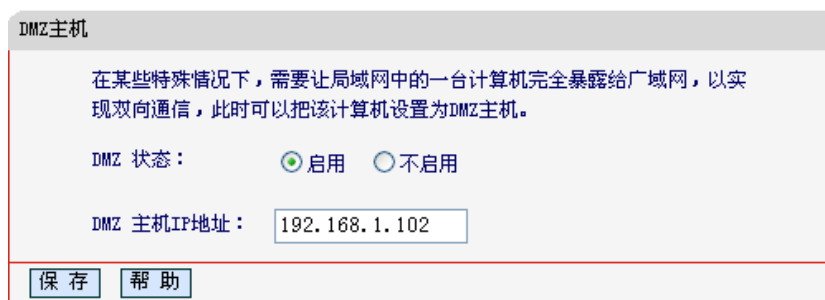 DMZ主机
在某些特殊情况下，需要让局域网中的一台计算机完全暴露给广域网，以实
现双向通信，此时可以把该计算机设置为DMZ主机。
DMZ 状态： 启用 不启用
DMZ 主机IP地址： 192.168.1.102
保 存 帮 助